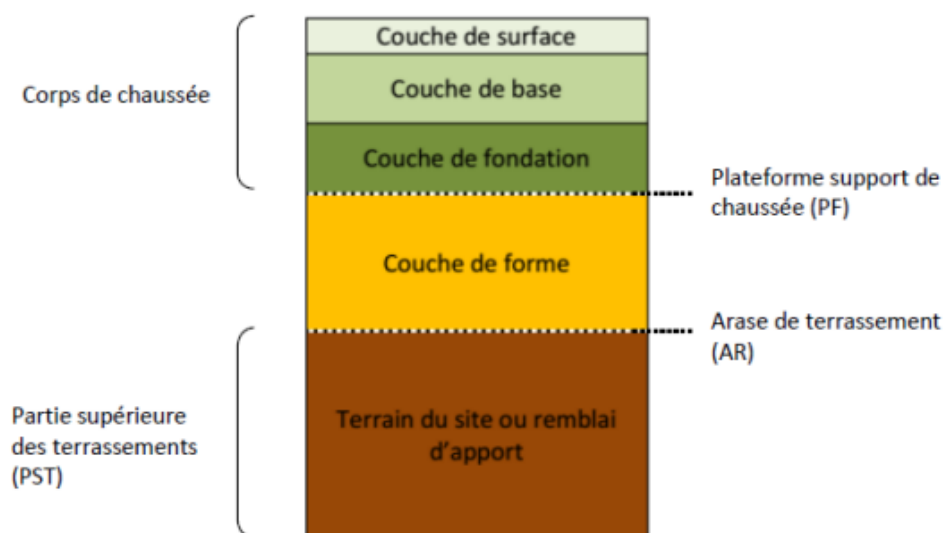 Couche de surface
Corps de chaussée
Couche de base
Couche de fondation
Plateforme support de
chaussée (PF)
Couche de forme
Arase de terrassement
(AR)
Partie supérieure
des terrassements
(PST)
Terrain du site ou remblai
d'apport